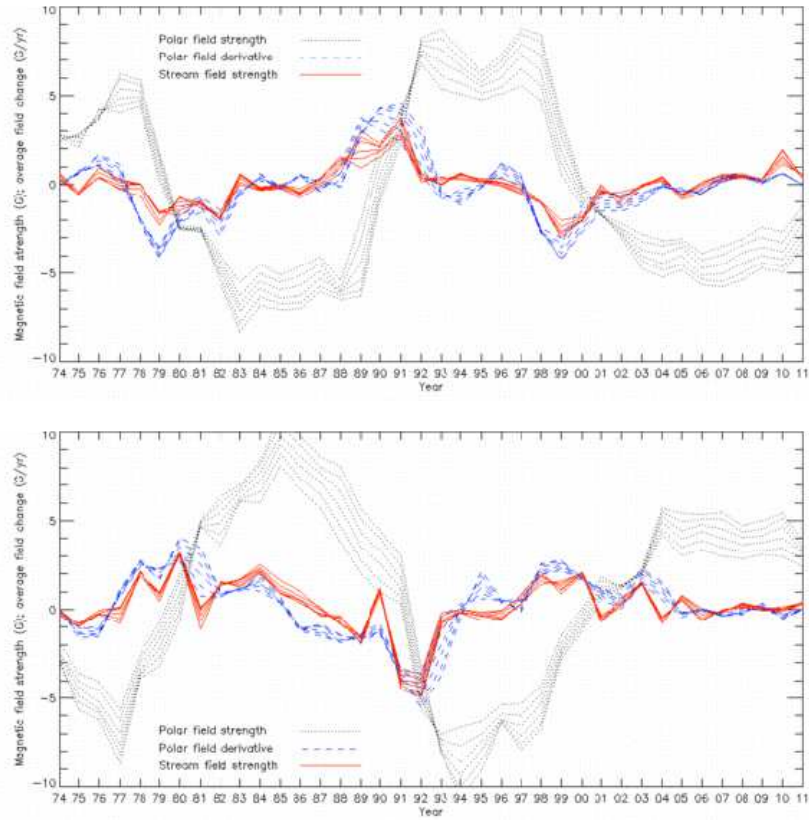 10
5
0
−5
−10
Magnetic field strength (G); average field change (G/yr)
Polar field strength
Polar field derivative
Stream field strength
74 75 76 77 78 79 80 81 82 83 84 85 86 87 88 89 90 91 92 93 94 95 96 97 98 99 00 01 02 03 04 05 06 07 08 09 10 11
Year
10
5
0
−5
−10
Magnetic field strength (G); average field change (G/yr)
Polar field strength
Polar field derivative
Stream field strength
74 75 76 77 78 79 80 81 82 83 84 85 86 87 88 89 90 91 92 93 94 95 96 97 98 99 00 01 02 03 04 05 06 07 08 09 10 11
Year